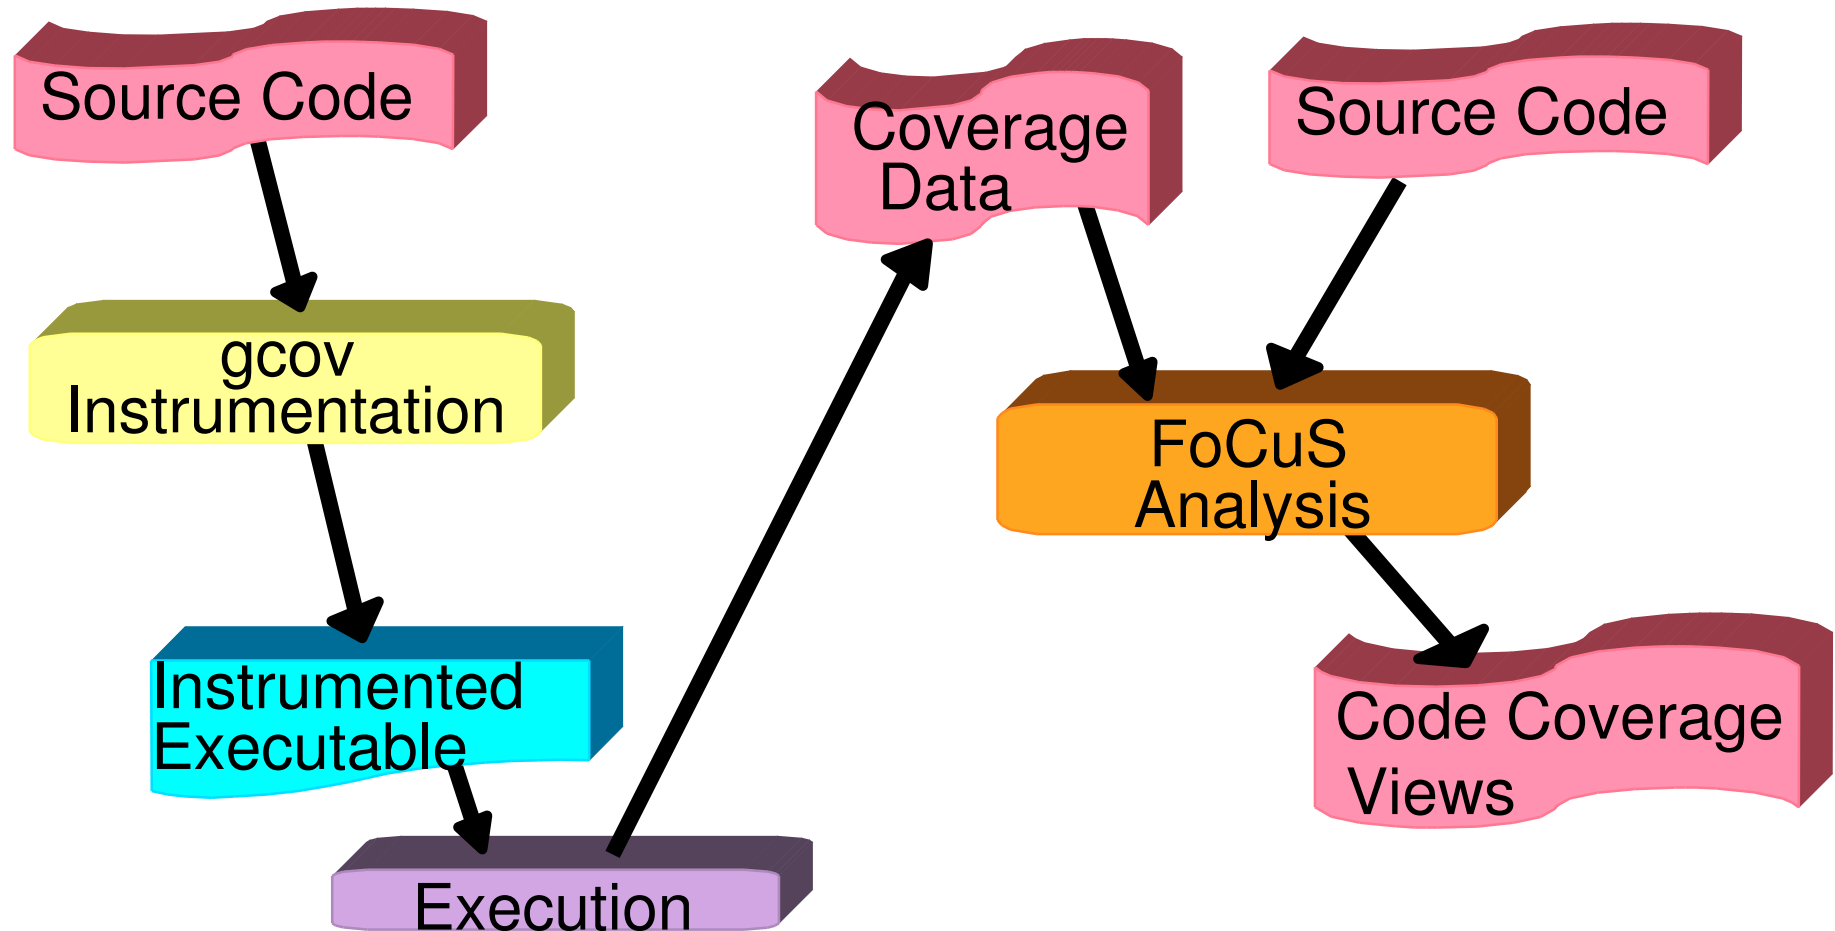 Source Code
gcov
Instrumentation
Instrumented
Executable
Execution
Coverage
Data
Source Code
FoCuS
Analysis
Code Coverage
Views